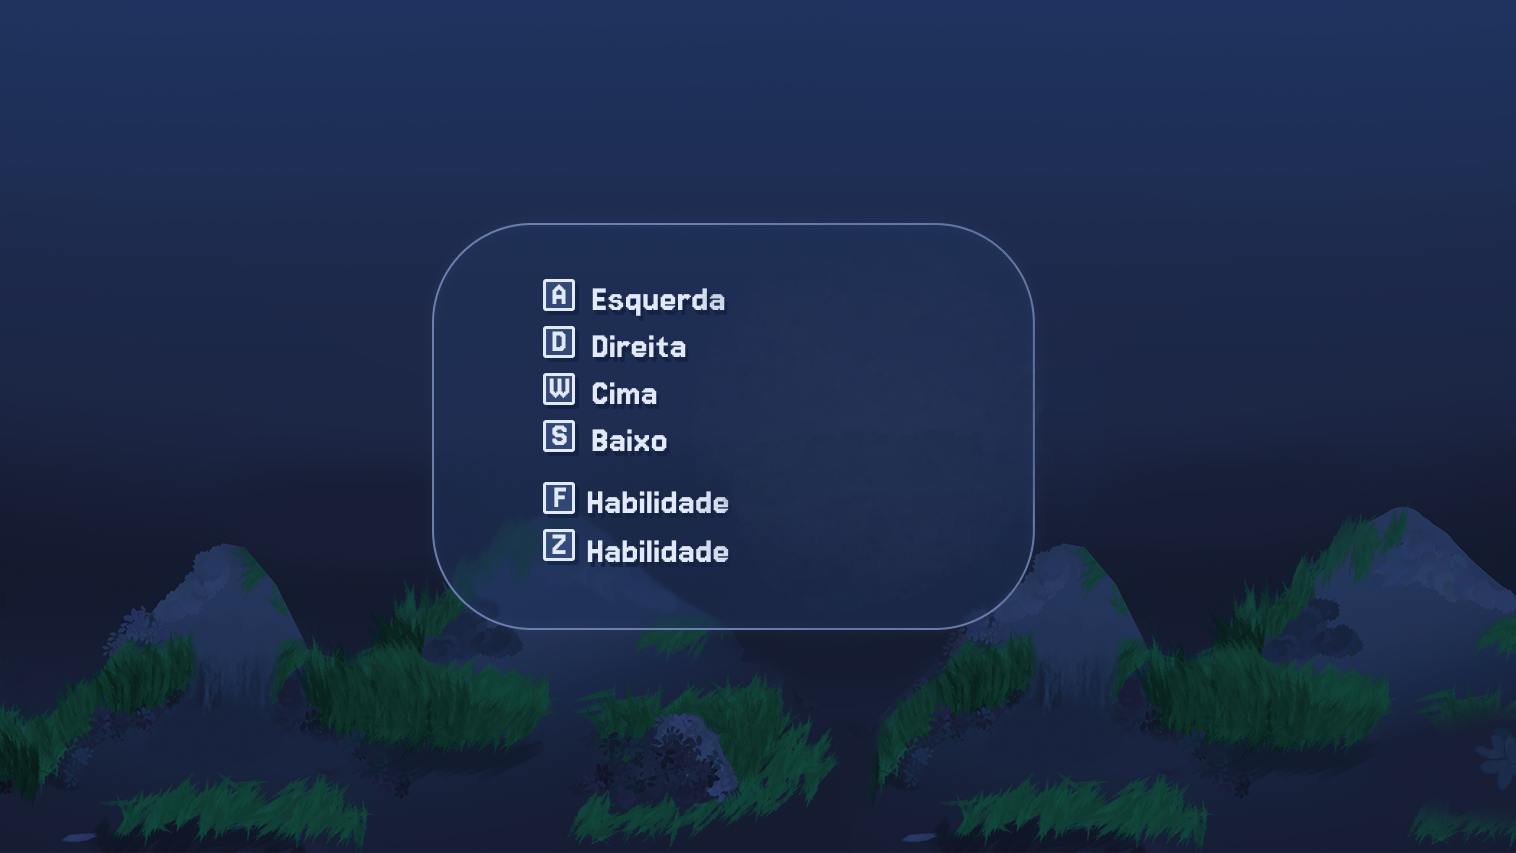 A Esquerda
D Direita
W Cima
S Baixo
F Habilidade
Z Habilidade